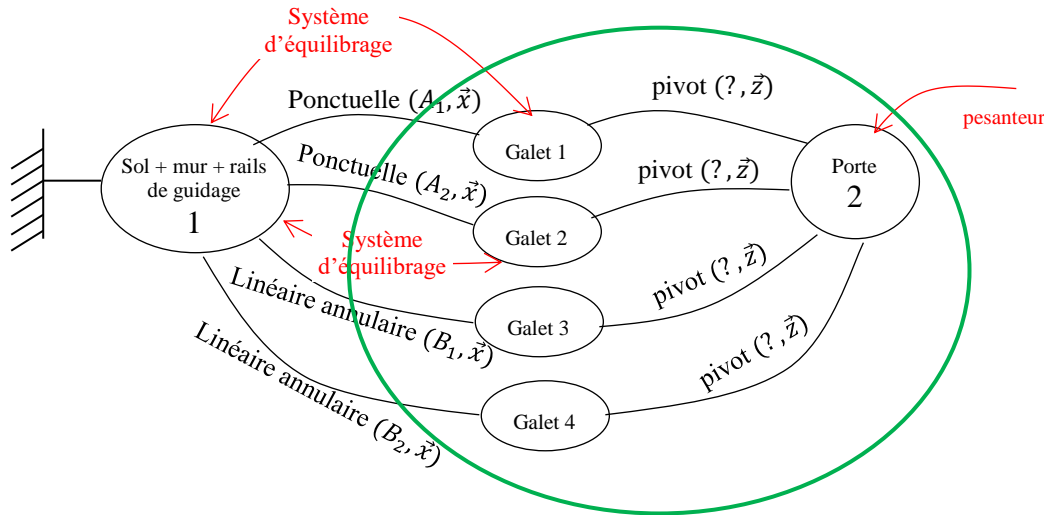 Système
d'équilibrage
Ponctuelle (𝐴₁, 𝑥⃗)
pivot (? , 𝑧⃗)
pesanteur
Galet 1
Sol + mur + rails
de guidage
1
Ponctuelle (𝐴₂, 𝑥⃗)
pivot (? , 𝑧⃗)
Porte
2
Galet 2
Système
d'équilibrage
Linéaire annulaire (𝐵₁, 𝑥⃗)
pivot (? , 𝑧⃗)
Galet 3
Linéaire annulaire (𝐵₂, 𝑥⃗)
pivot (? , 𝑧⃗)
Galet 4